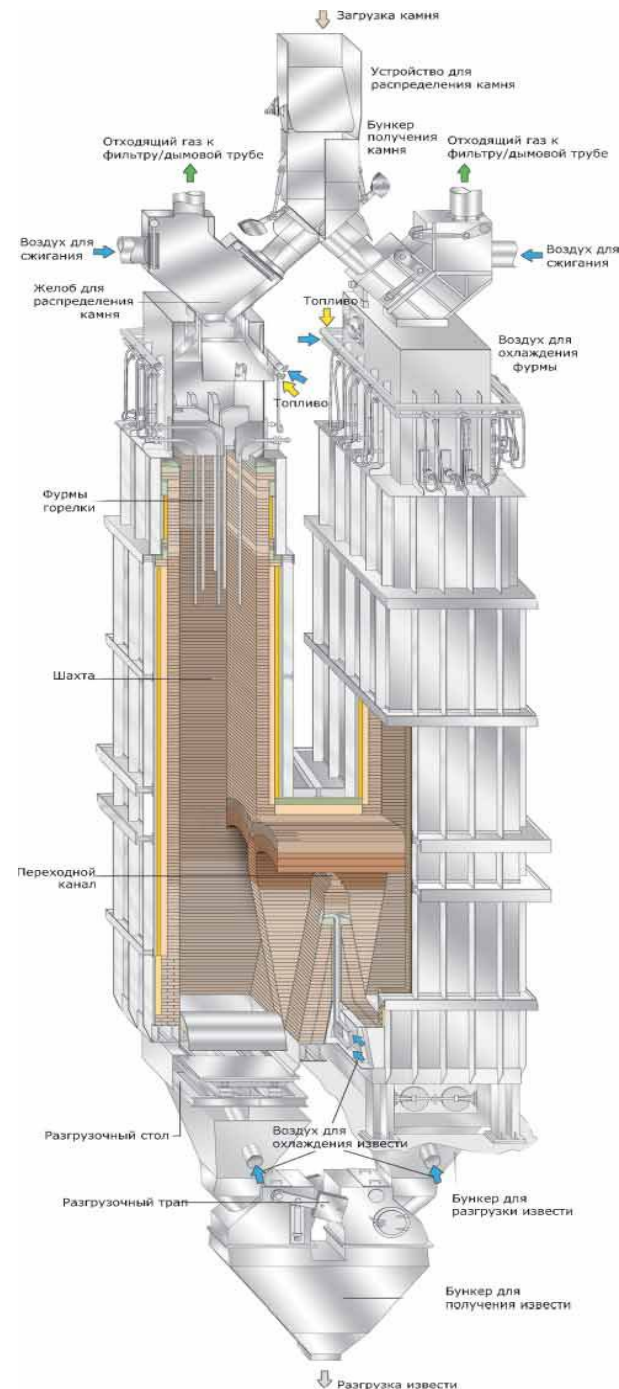 Загрузка камня
Устройство для
распределения камня
Бункер
получения
камня
Отходящий газ к
фильтру/дымовой трубе
Отходящий газ к
фильтру/дымовой трубе
Воздух для
сжигания
Воздух для
сжигания
Желоб для
распределения
камня
Топливо
Воздух для
охлаждения
фурмы
Топливо
Фурмы
горелки
Шахта
Переходной
канал
Разгрузочный стол
Воздух для
охлаждения извести
Разгрузочный трап
Бункер для
разгрузки извести
Бункер для
получения извести
Разгрузка извести